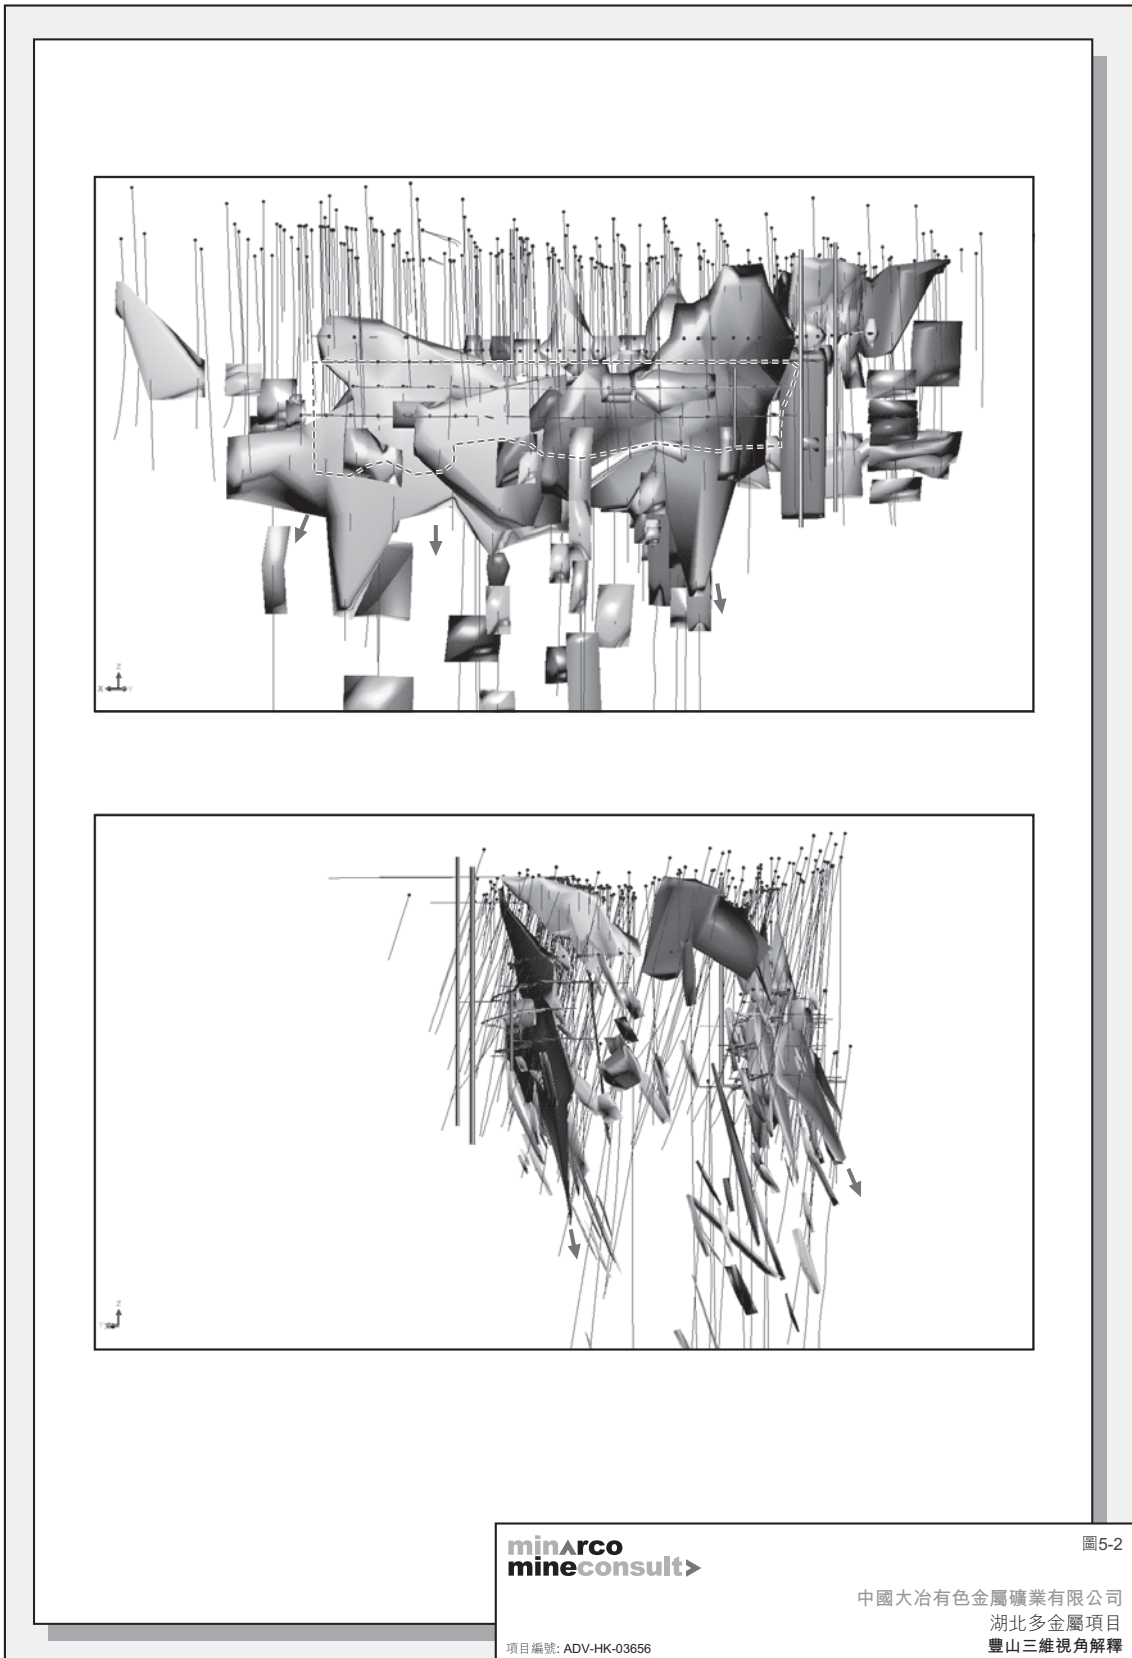 Z
X
Y
Z
Y
X
minarco
mineconsult
圖5-2
中國大冶有色金屬礦業有限公司
湖北多金屬項目
項目編號: ADV-HK-03656
豐山三維視角解釋